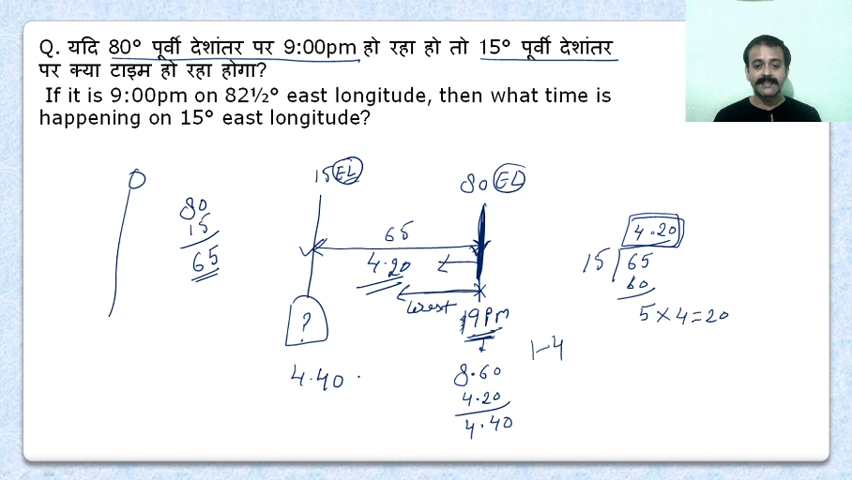 Q. यदि 80° पूर्वी देशांतर पर 9:00pm हो रहा हो तो 15° पूर्वी देशांतर
पर क्या टाइम हो रहा होगा?
If it is 9:00pm on 82½° east longitude, then what time is
happening on 15° east longitude?
0
80
15
65
15 EL
80 EL
65
4.20
West
?
4.40
9pm
8.60
4.20
4.40
1-4
4.20
15 65
60
5×4=20